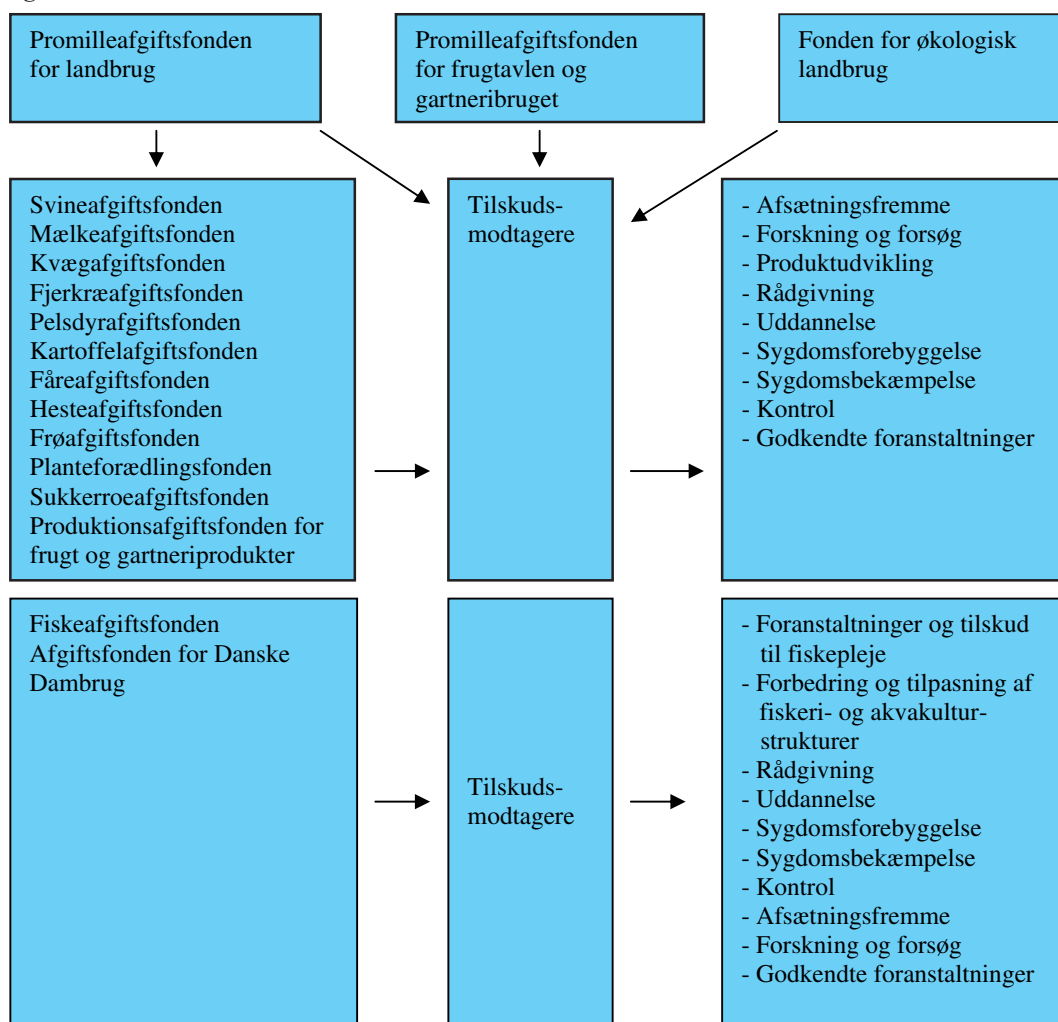 Promilleafgiftsfonden
for landbrug
Promilleafgiftsfonden
for frugtavlen og
gartneribruget
Fonden for økologisk
landbrug
Svineafgiftsfonden
Mælkeafgiftsfonden
Kvægafgiftsfonden
Fjerkræafgiftsfonden
Pelsdyrafgiftsfonden
Kartoffelafgiftsfonden
Fåreafgiftsfonden
Hesteafgiftsfonden
Frøafgiftsfonden
Planteforædlingsfonden
Sukkerroeafgiftsfonden
Produktionsafgiftsfonden for
frugt og gartneriprodukter
Tilskuds-
modtagere
- Afsætningsfremme
- Forskning og forsøg
- Produktudvikling
- Rådgivning
- Uddannelse
- Sygdomsforebyggelse
- Sygdomsbekæmpelse
- Kontrol
- Godkendte foranstaltninger
Fiskeafgiftsfonden
Afgiftsfonden for Danske
Dambrug
Tilskuds-
modtagere
- Foranstaltninger og tilskud
til fiskepleje
- Forbedring og tilpasning af
fiskeri- og akvakultur-
strukturer
- Rådgivning
- Uddannelse
- Sygdomsforebyggelse
- Sygdomsbekæmpelse
- Kontrol
- Afsætningsfremme
- Forskning og forsøg
- Godkendte foranstaltninger